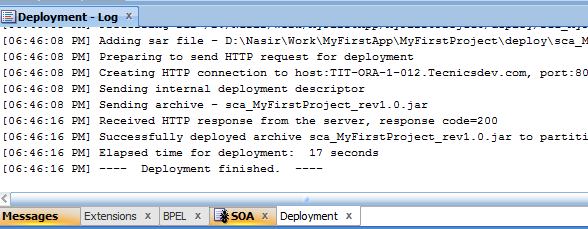 Deployment - Log x
[06:46:08 PM] Adding sar file - D:\Nasir\Work\MyFirstApp\MyFirstProject\deploy\sca_M
[06:46:08 PM] Preparing to send HTTP request for deployment
[06:46:08 PM] Creating HTTP connection to host:TIT-ORA-1-012.Tecnicsdev.com, port:80
[06:46:08 PM] Sending internal deployment descriptor
[06:46:08 PM] Sending archive - sca_MyFirstProject_rev1.0.jar
[06:46:16 PM] Received HTTP response from the server, response code=200
[06:46:16 PM] Successfully deployed archive sca_MyFirstProject_rev1.0.jar to partiti
[06:46:16 PM] Elapsed time for deployment:  17 seconds
[06:46:16 PM] ----  Deployment finished.  ----
Messages Extensions x BPEL x SOA x Deployment x